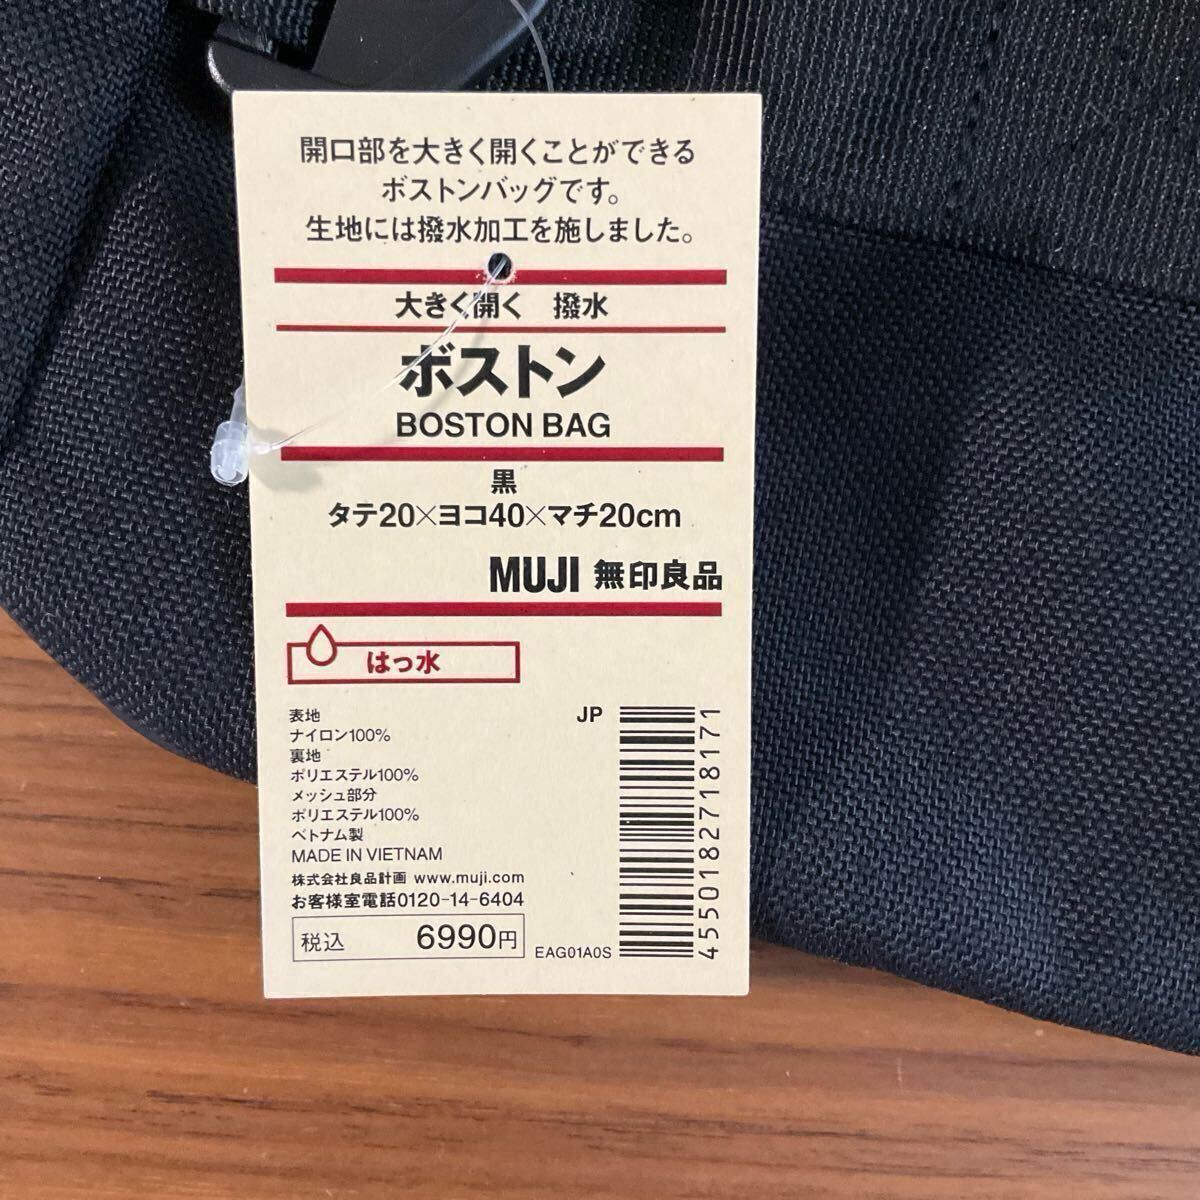 開口部を大きく開くことができる
ボストンバッグです。
生地には撥水加工を施しました。
大きく開く　撥水
ボストン
BOSTON BAG
黒
タテ20×ヨコ40×マチ20cm
MUJI 無印良品
はっ水
表地
ナイロン100%
裏地
ポリエステル100%
メッシュ部分
ポリエステル100%
ベトナム製
MADE IN VIETNAM
株式会社良品計画 www.muji.com
お客様室電話0120-14-6404
税込 6990円
JP
EAG01A0S
4550182718171